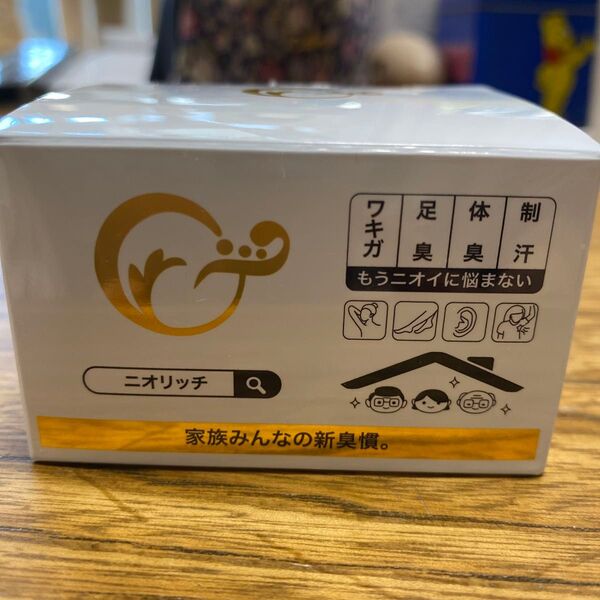 ワキガ
足臭
体臭
制汗
もうニオイに悩まない
ニオリッチ
家族みんなの新臭慣。